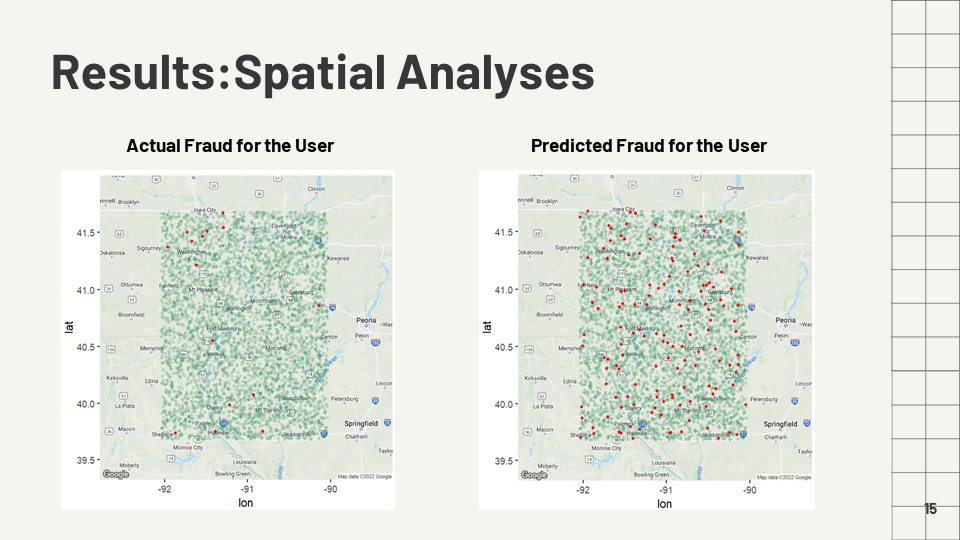 Results:Spatial Analyses
Actual Fraud for the User
Predicted Fraud for the User
lat
41.5
41.0
40.5
40.0
39.5
Clinton
Brooklyn
Iowa City
Davenport
Moline
Sigourney
Washington
Oskaloosa
Kewanee
Ottumwa
Fairfield
Mt Pleasant
Galesburg
Monmouth
Burlington
Bloomfield
Peoria
Pekin
Fort Madison
Canton
Memphis
Keokuk
Macomb
Kirksville
Edina
Quincy
Mt Sterling
Beardstown
Petersburg
La Plata
Macon
Palmyra
Hannibal
Jacksonville
Springfield
Chatham
Monroe City
Moberly
Louisiana
Bowling Green
Google
Map data ©2022 Google
-92
-91
-90
lon
lat
41.5
41.0
40.5
40.0
39.5
Clinton
Brooklyn
Iowa City
Davenport
Moline
Sigourney
Washington
Oskaloosa
Kewanee
Ottumwa
Fairfield
Mt Pleasant
Galesburg
Monmouth
Burlington
Bloomfield
Peoria
Pekin
Fort Madison
Canton
Memphis
Keokuk
Macomb
Kirksville
Edina
Quincy
Mt Sterling
Petersburg
La Plata
Macon
Palmyra
Hannibal
Jacksonville
Springfield
Chatham
Monroe City
Moberly
Louisiana
Bowling Green
Google
Map data ©2022 Google
-92
-91
-90
lon
15